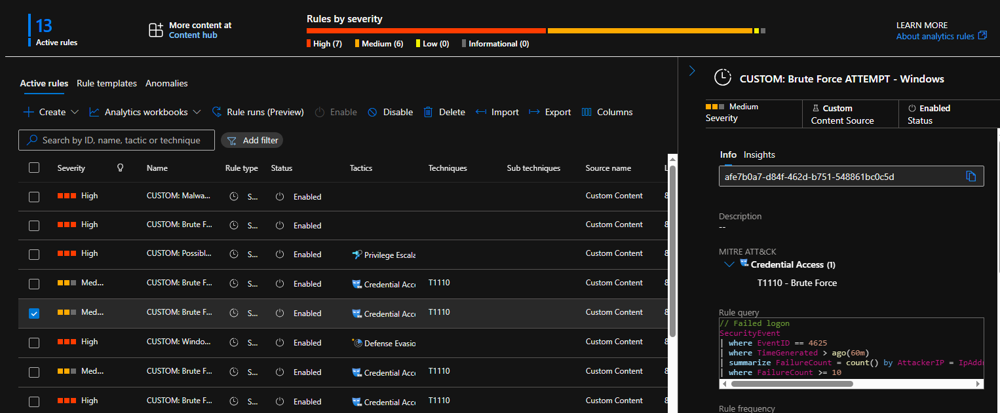 13
Active rules
More content at
Content hub
Rules by severity
High (7) Medium (6) Low (0) Informational (0)
LEARN MORE
About analytics rules
Active rules Rule templates Anomalies
Create Analytics workbooks Rule runs (Preview) Enable Disable Delete Import Export Columns
Search by ID, name, tactic or technique Add filter
Severity Name Rule type Status Tactics Techniques Sub techniques Source name L
High CUSTOM: Malwa... S... Enabled Custom Content 8
High CUSTOM: Brute F... S... Enabled Custom Content 8
High CUSTOM: Possibl... S... Enabled Privilege Escala Custom Content 8
Med... CUSTOM: Brute F... S... Enabled Credential Acc T1110 Custom Content 8
Med... CUSTOM: Brute F... S... Enabled Credential Acc T1110 Custom Content 8
High CUSTOM: Windo... S... Enabled Defense Evasio Custom Content 8
Med... CUSTOM: Brute F... S... Enabled Credential Acc T1110 Custom Content 8
High CUSTOM: Brute F... S... Enabled Credential Acc T1110 Custom Content 8
CUSTOM: Brute Force ATTEMPT - Windows
Medium Custom Enabled
Severity Content Source Status
Info Insights
afe7b0a7-d84f-462d-b751-548861bc0c5d
Description
--
MITRE ATT&CK
Credential Access (1)
T1110 - Brute Force
Rule query
// Failed logon
SecurityEvent
| where EventID == 4625
| where TimeGenerated > ago(60m)
| summarize FailureCount = count() by AttackerIP = IpAddr
| where FailureCount >= 10
Rule frequency